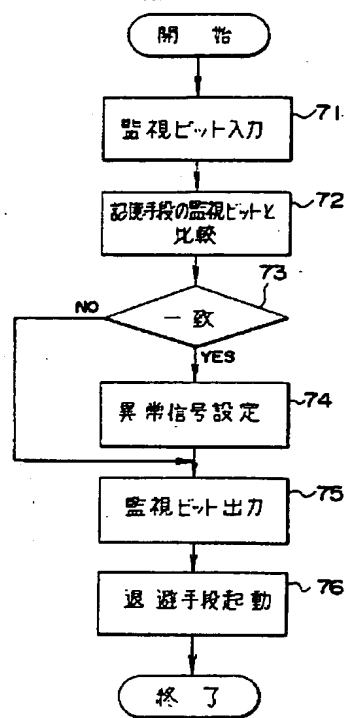 開始
71
監視ビット入力
72
記憶手段の監視ビットと
比較
73
一致
NO
YES
74
異常信号設定
75
監視ビット出力
76
退避手段起動
終了